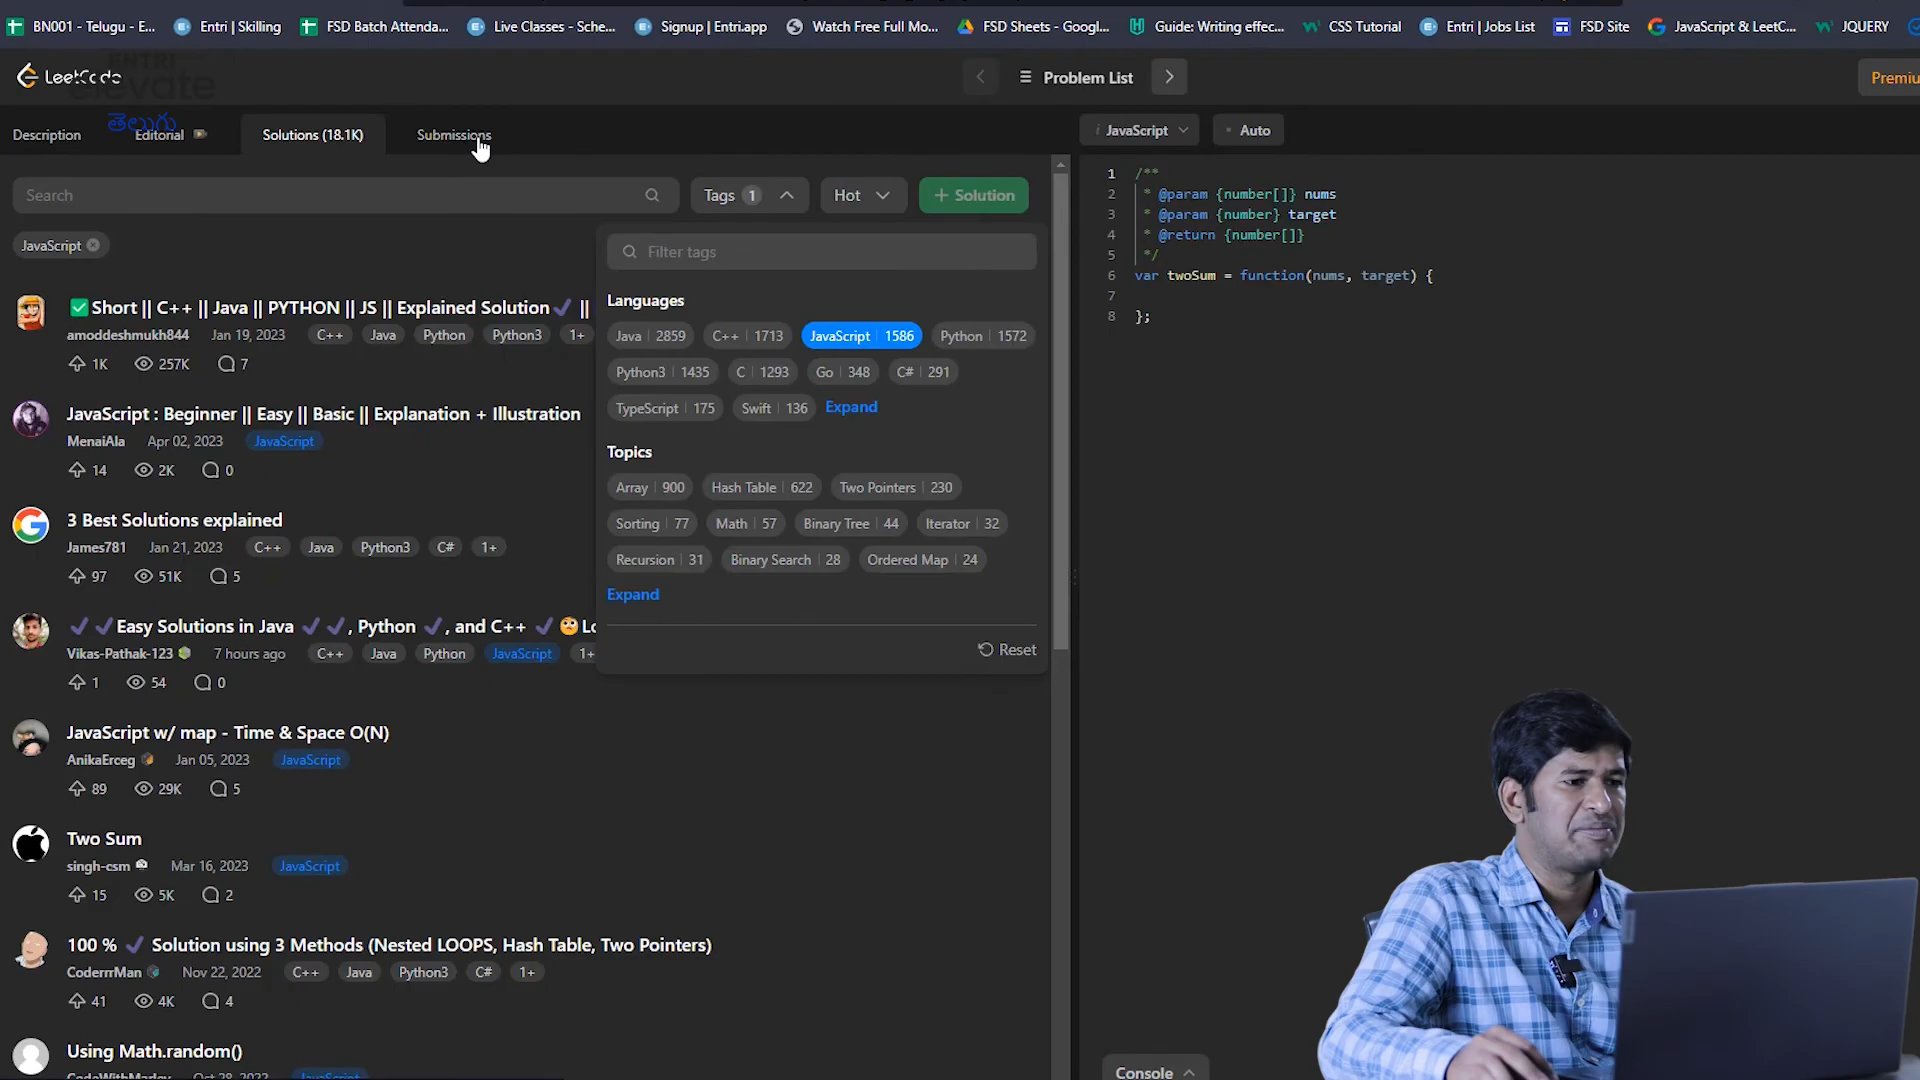 BN001 - Telugu - E...
Entri | Skilling
FSD Batch Attenda...
Live Classes - Sche...
Signup | Entri.app
Watch Free Full Mo...
FSD Sheets - Googl...
Guide: Writing effec...
CSS Tutorial
Entri | Jobs List
FSD Site
JavaScript & LeetC...
JQUERY
LeetCode
ENTRI
elevate
తెలుగు
Problem List
Premiu
Description
Editorial
Solutions (18.1K)
Submissions
JavaScript
Auto
Search
Tags 1
Hot
+ Solution
JavaScript
Filter tags
Languages
Java | 2859
C++ | 1713
JavaScript | 1586
Python | 1572
Python3 | 1435
C | 1293
Go | 348
C# | 291
TypeScript | 175
Swift | 136
Expand
Topics
Array | 900
Hash Table | 622
Two Pointers | 230
Sorting | 77
Math | 57
Binary Tree | 44
Iterator | 32
Recursion | 31
Binary Search | 28
Ordered Map | 24
Expand
Reset
✅Short || C++ || Java || PYTHON || JS || Explained Solution✔ ||
amoddeshmukh844 Jan 19, 2023 C++ Java Python Python3 1+
1K 257K 7
JavaScript : Beginner || Easy || Basic || Explanation + Illustration
MenaiAla Apr 02, 2023 JavaScript
14 2K 0
3 Best Solutions explained
James781 Jan 21, 2023 C++ Java Python3 C# 1+
97 51K 5
✔✔Easy Solutions in Java ✔✔, Python ✔, and C++ ✔🙄Lo
Vikas-Pathak-123 7 hours ago C++ Java Python JavaScript 1+
1 54 0
JavaScript w/ map - Time & Space O(N)
AnikaErceg Jan 05, 2023 JavaScript
89 29K 5
Two Sum
singh-csm Mar 16, 2023 JavaScript
15 5K 2
100 % ✔ Solution using 3 Methods (Nested LOOPS, Hash Table, Two Pointers)
CoderrrMan Nov 22, 2022 C++ Java Python3 C# 1+
41 4K 4
Using Math.random()
1 /**
2 * @param {number[]} nums
3 * @param {number} target
4 * @return {number[]}
5 */
6 var twoSum = function(nums, target) {
7
8 };
Console